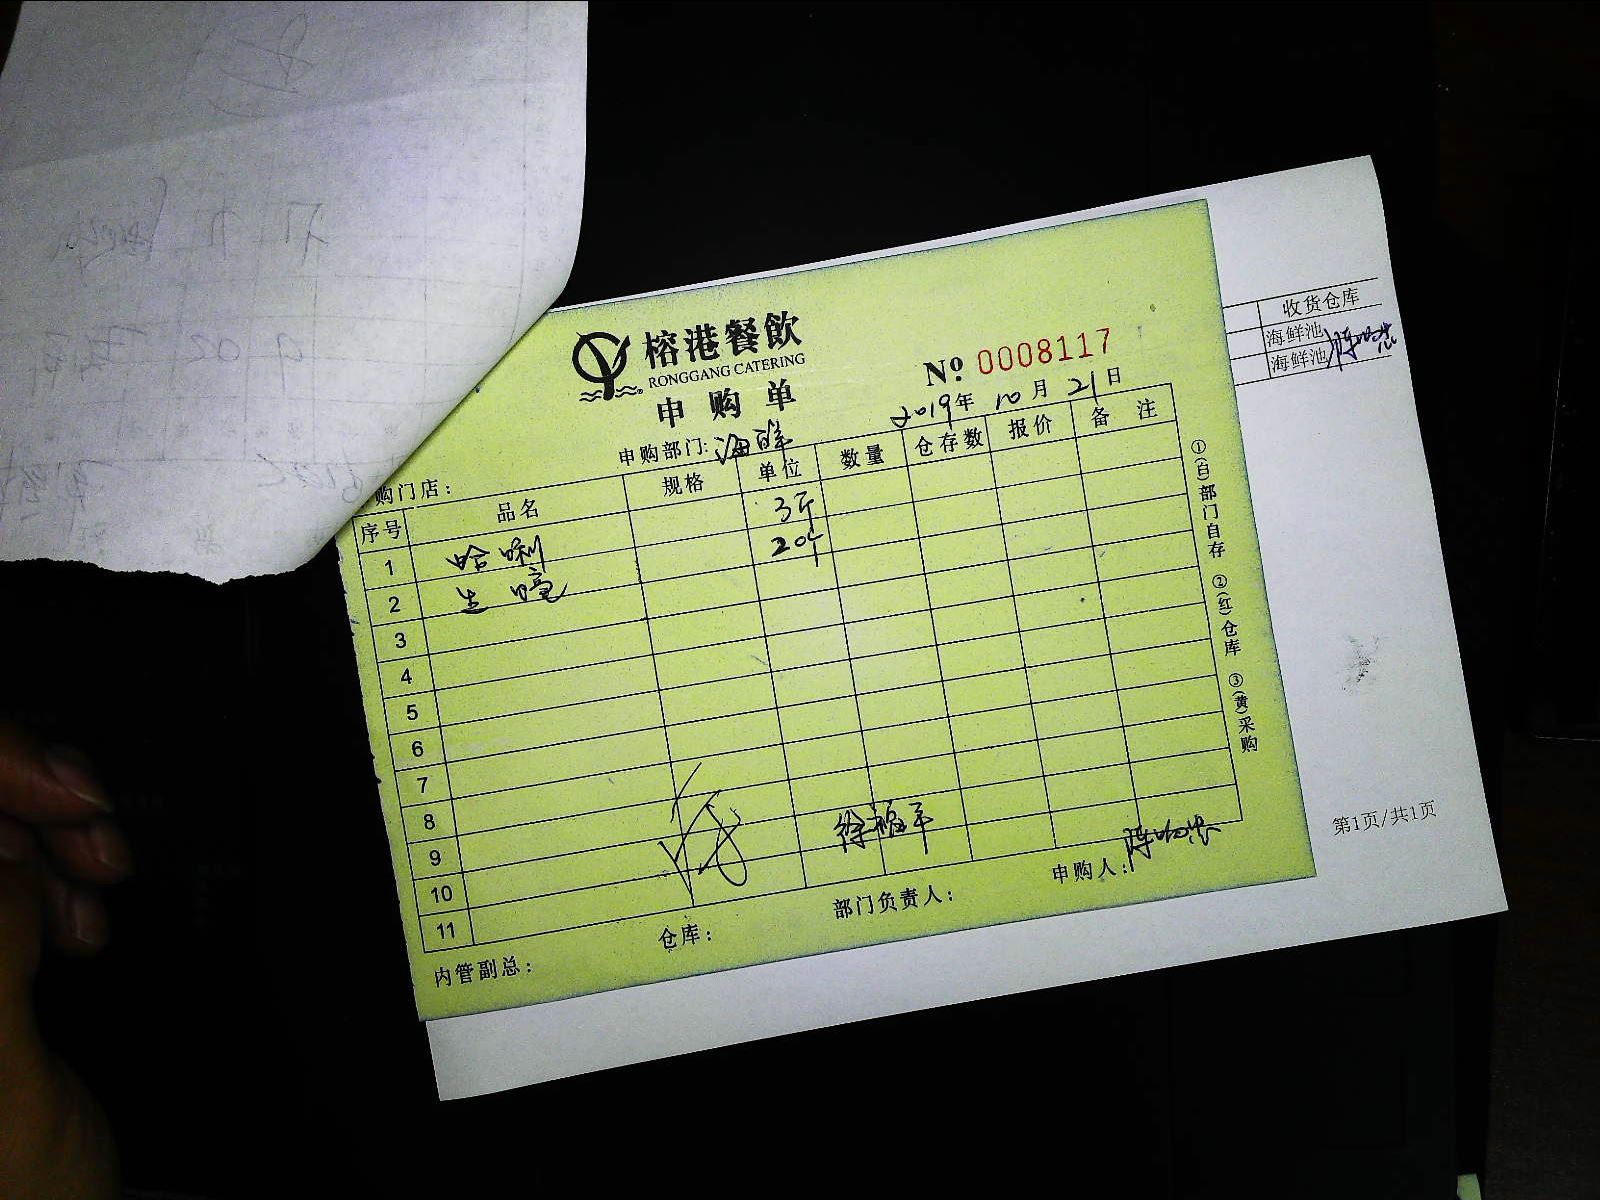 榕港餐飲
RONGGANG CATERING
申购单
No 0008117
2019年 10月 21日
申购部门: 海鲜
购门店:
序号 品名 规格 单位 数量 仓存数 报价 备注
1 哈唎 3斤
2 生嚎 20个
3
4
5
6
7
8
9
10
11
徐福平
内管副总: 仓库: 部门负责人: 申购人:
①(白)部门自存 ②(红)仓库 ③(黄)采购
收货仓库
海鲜池
海鲜池
第1页/共1页